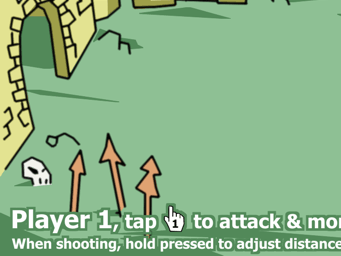 Player 1, tap 1 to attack & mo
When shooting, hold pressed to adjust distance